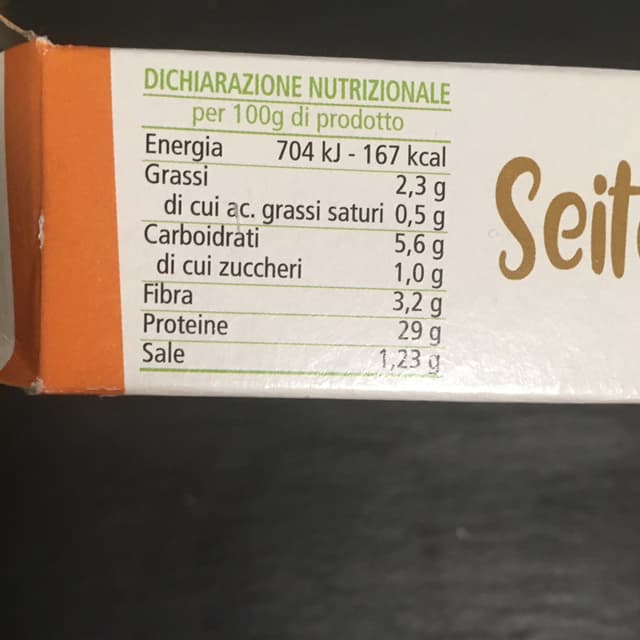 DICHIARAZIONE NUTRIZIONALE
per 100g di prodotto
Energia 704 kJ - 167 kcal
Grassi 2,3 g
di cui ac. grassi saturi 0,5 g
Carboidrati 5,6 g
di cui zuccheri 1,0 g
Fibra 3,2 g
Proteine 29 g
Sale 1,23 g
Seit